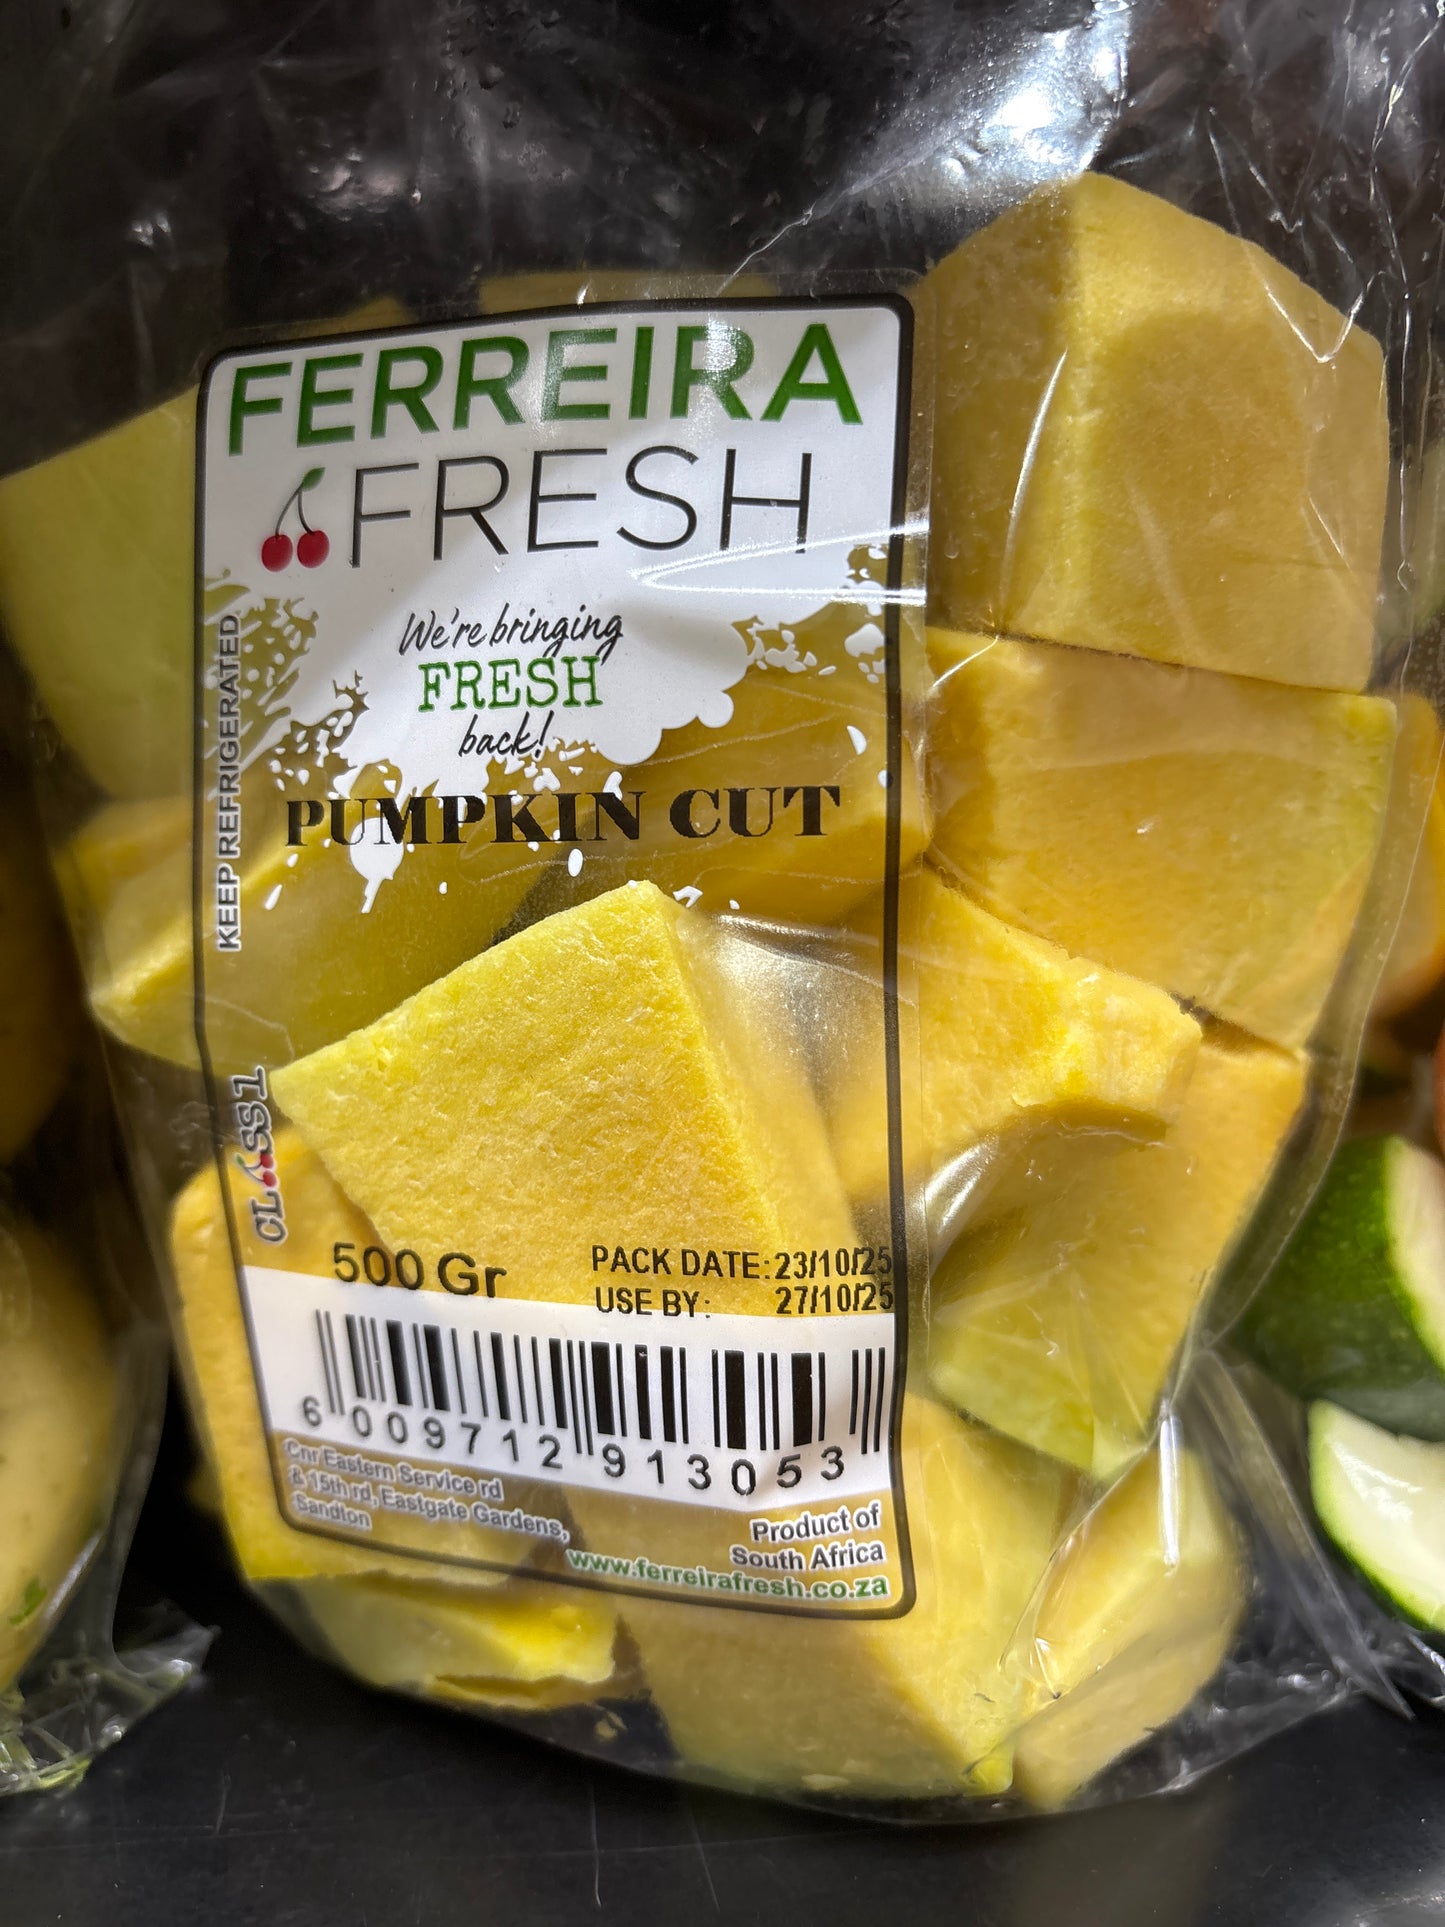 FERREIRA
FRESH
We're bringing
FRESH
back!
PUMPKIN CUT
KEEP REFRIGERATED
CLASS1
500 Gr
PACK DATE: 23/10/25
USE BY: 27/10/25
6 009712 913053
Cnr Eastern Service rd
& 15th rd, Eastgate Gardens,
Sandton
Product of
South Africa
www.ferreirafresh.co.za